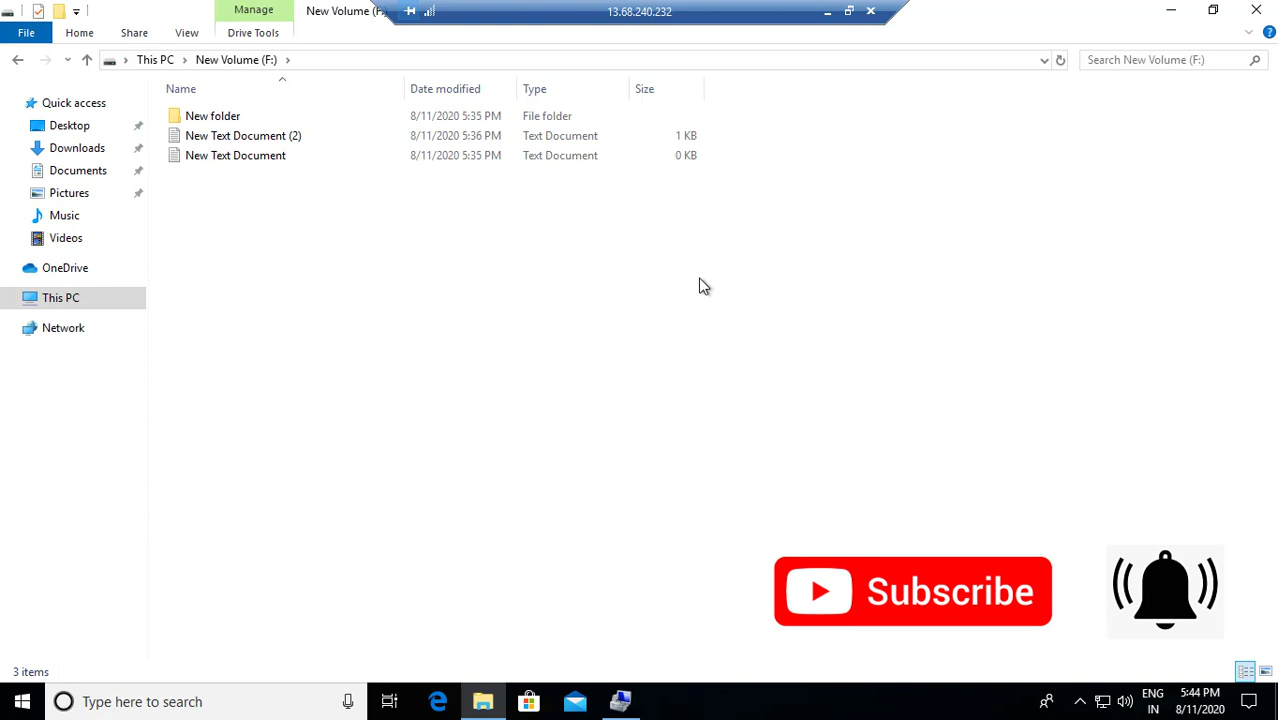 Manage
New Volume (F:
13.68.240.232
File
Home
Share
View
Drive Tools
This PC
New Volume (F:)
Search New Volume (F:)
Name
Date modified
Type
Size
Quick access
Desktop
Downloads
Documents
Pictures
Music
Videos
OneDrive
This PC
Network
New folder 8/11/2020 5:35 PM File folder
New Text Document (2) 8/11/2020 5:36 PM Text Document 1 KB
New Text Document 8/11/2020 5:35 PM Text Document 0 KB
Subscribe
3 items
Type here to search
ENG
IN
5:44 PM
8/11/2020